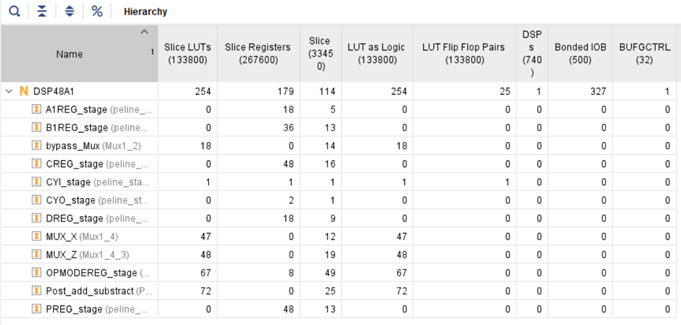 Hierarchy
Name 1 Slice LUTs (133800) Slice Registers (267600) Slice (33450) LUT as Logic (133800) LUT Flip Flop Pairs (133800) DSPs (740) Bonded IOB (500) BUFGCTRL (32)
N DSP48A1 254 179 114 254 25 1 327 1
A1REG_stage (peline_... 0 18 5 0 0 0 0 0
B1REG_stage (peline_... 0 36 13 0 0 0 0 0
bypass_Mux (Mux1_2) 18 0 14 18 0 0 0 0
CREG_stage (peline_... 0 48 16 0 0 0 0 0
CYI_stage (peline_sta... 1 1 1 1 1 0 0 0
CYO_stage (peline_st... 0 2 1 0 0 0 0 0
DREG_stage (peline_... 0 18 9 0 0 0 0 0
MUX_X (Mux1_4) 47 0 12 47 0 0 0 0
MUX_Z (Mux1_4_3) 48 0 19 48 0 0 0 0
OPMODEREG_stage (... 67 8 49 67 0 0 0 0
Post_add_substract (P... 72 0 25 72 0 0 0 0
PREG_stage (peline_... 0 48 13 0 0 0 0 0